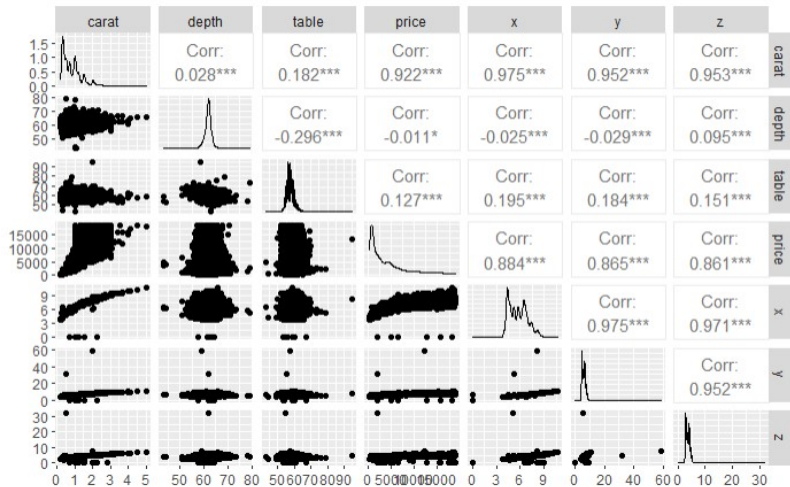 carat depth table price x y z
1.5 Corr: Corr: Corr: Corr: Corr: Corr: carat
1.0
0.5 0.028*** 0.182*** 0.922*** 0.975*** 0.952*** 0.953***
0.0
80 Corr: Corr: Corr: Corr: Corr: depth
70
60 -0.296*** -0.011* -0.025*** -0.029*** 0.095***
50
90 Corr: Corr: Corr: Corr: table
80
70
60 0.127*** 0.195*** 0.184*** 0.151***
50
15000 Corr: Corr: Corr: price
10000
5000 0.884*** 0.865*** 0.861***
0
9 Corr: Corr: x
6
3 0.975*** 0.971***
0
60 Corr: y
40
20 0.952***
0
30 z
20
10
0
0 1 2 3 4 5 50 60 70 80 50 60 70 80 90 0 5000 10000 15000 0 3 6 9 0 20 40 60 0 10 20 30